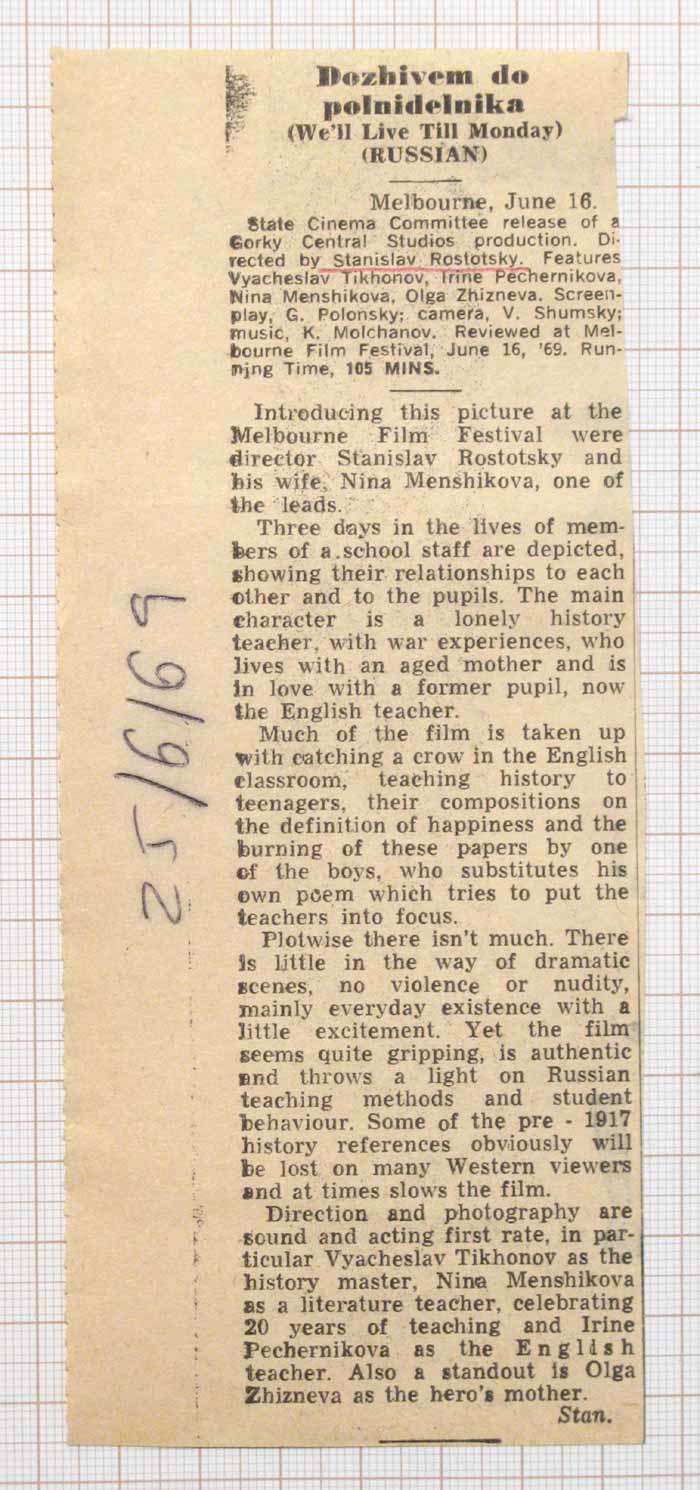 Dozhivem do
polnidelnika
(We'll Live Till Monday)
(RUSSIAN)
Melbourne, June 16.
State Cinema Committee release of a
Gorky Central Studios production. Di-
rected by Stanislav Rostotsky. Features
Vyacheslav Tikhonov, Irine Pechernikova,
Nina Menshikova, Olga Zhizneva. Screen-
play, G. Polonsky; camera, V. Shumsky;
music, K. Molchanov. Reviewed at Mel-
bourne Film Festival, June 16, '69. Run-
ning Time, 105 MINS.
Introducing this picture at the
Melbourne Film Festival were
director Stanislav Rostotsky and
his wife, Nina Menshikova, one of
the leads.
Three days in the lives of mem-
bers of a school staff are depicted,
showing their relationships to each
other and to the pupils. The main
character is a lonely history
teacher, with war experiences, who
lives with an aged mother and is
in love with a former pupil, now
the English teacher.
Much of the film is taken up
with catching a crow in the English
classroom, teaching history to
teenagers, their compositions on
the definition of happiness and the
burning of these papers by one
of the boys, who substitutes his
own poem which tries to put the
teachers into focus.
Plotwise there isn't much. There
is little in the way of dramatic
scenes, no violence or nudity,
mainly everyday existence with a
little excitement. Yet the film
seems quite gripping, is authentic
and throws a light on Russian
teaching methods and student
behaviour. Some of the pre - 1917
history references obviously will
be lost on many Western viewers
and at times slows the film.
Direction and photography are
sound and acting first rate, in par-
ticular Vyacheslav Tikhonov as the
history master, Nina Menshikova
as a literature teacher, celebrating
20 years of teaching and Irine
Pechernikova as the English
teacher. Also a standout is Olga
Zhizneva as the hero's mother.
Stan.